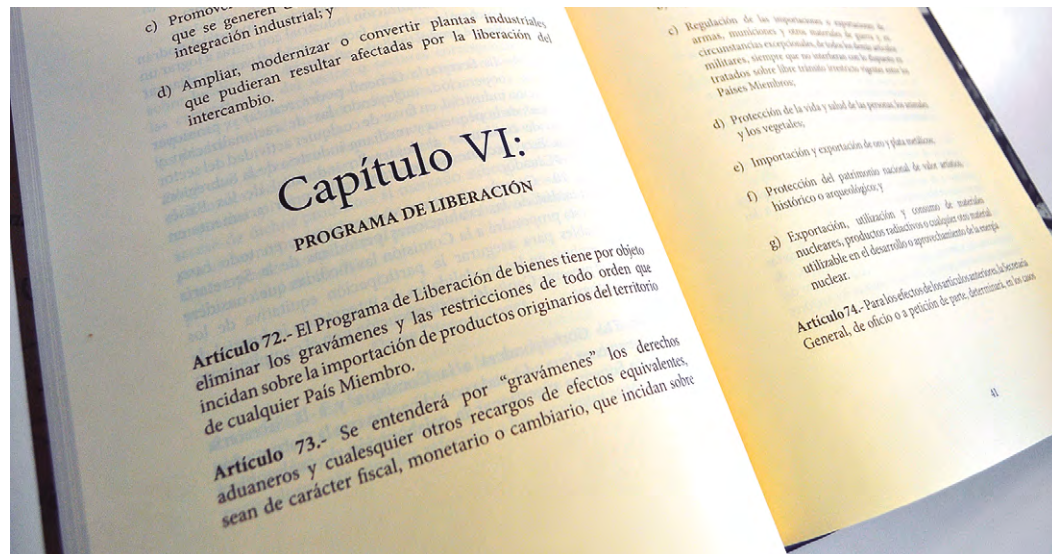 c) Promover
que se generen
integración industrial; y
d) Ampliar, modernizar o convertir plantas industriales
que pudieran resultar afectadas por la liberación del
intercambio.
Capítulo VI:
PROGRAMA DE LIBERACIÓN
Artículo 72.- El Programa de Liberación de bienes tiene por objeto
eliminar los gravámenes y las restricciones de todo orden que
incidan sobre la importación de productos originarios del territorio
de cualquier País Miembro.
Artículo 73.- Se entenderá por “gravámenes” los derechos
aduaneros y cualesquier otros recargos de efectos equivalentes,
sean de carácter fiscal, monetario o cambiario, que incidan sobre
c) Regulación de las importaciones o exportaciones de
armas, municiones y otros materiales de guerra y en
circunstancias excepcionales, de todos los demás artículos
militares, siempre que no interfieran con lo dispuesto en
tratados sobre libre tránsito irrestricto vigentes entre los
Países Miembros;
d) Protección de la vida y salud de las personas, los animales
y los vegetales;
e) Importación y exportación de oro y plata metálicos;
f) Protección del patrimonio nacional de valor artístico,
histórico o arqueológico; y
g) Exportación, utilización y consumo de materiales
nucleares, productos radiactivos o cualquier otro material
utilizable en el desarrollo o aprovechamiento de la energía
nuclear.
Artículo 74.- Para los efectos de los artículos anteriores, la Secretaría
General, de oficio o a petición de parte, determinará, en los casos
41